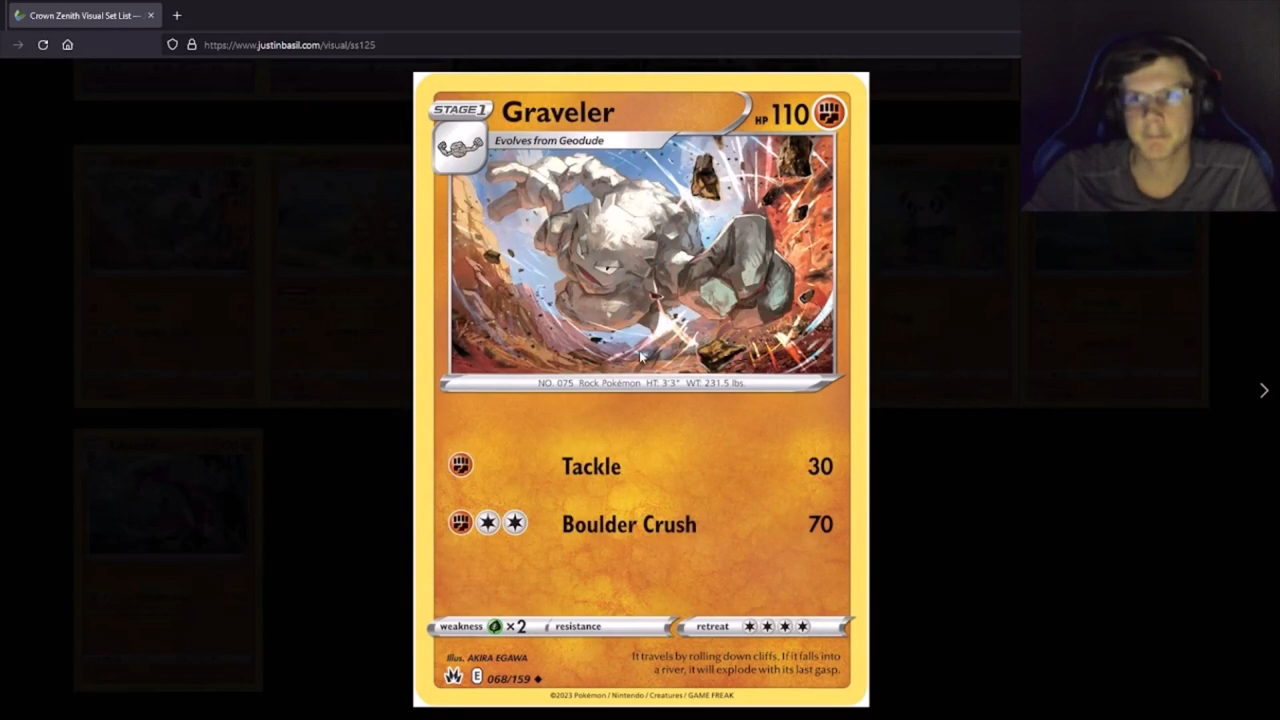 Crown Zenith Visual Set List —
https://www.justinbasil.com/visual/ss125
STAGE 1
Graveler
HP 110
Evolves from Geodude
NO. 075 Rock Pokémon HT: 3'3" WT: 231.5 lbs.
Tackle 30
Boulder Crush 70
weakness ×2 resistance retreat
Illus. AKIRA EGAWA
It travels by rolling down cliffs. If it falls into
a river, it will explode with its last gasp.
E 068/159
©2023 Pokémon / Nintendo / Creatures / GAME FREAK